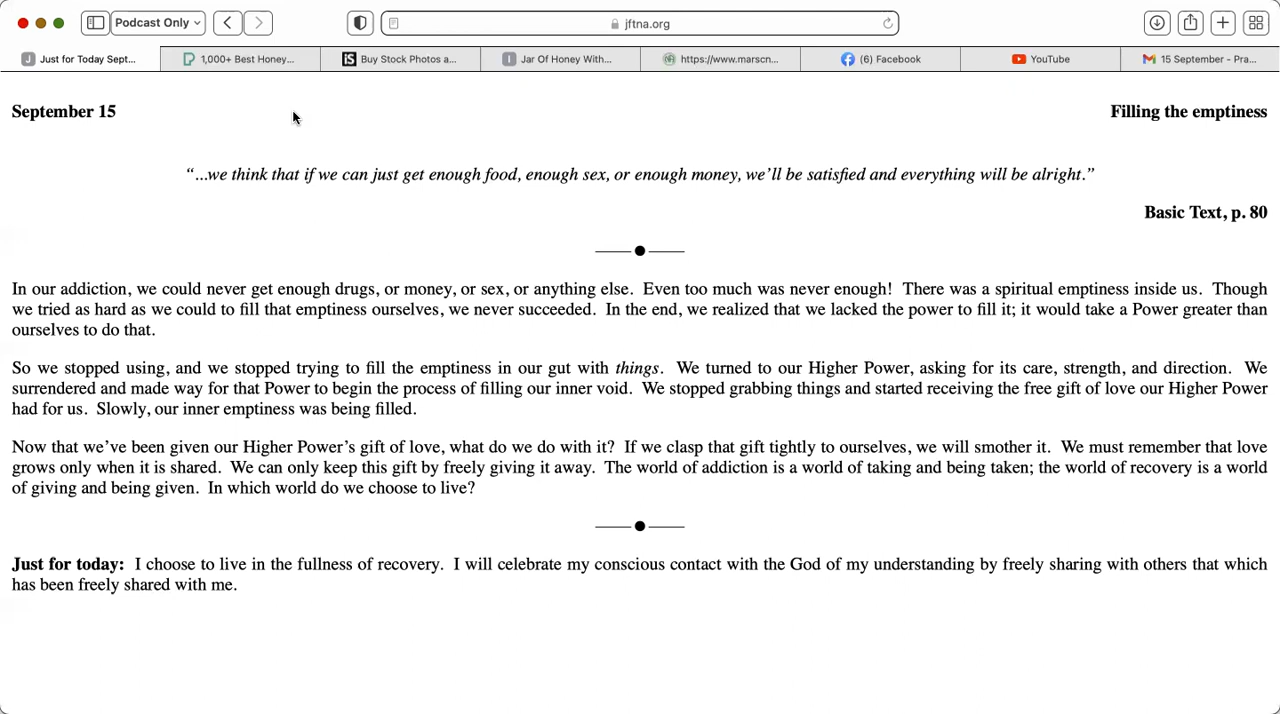 Podcast Only
jftna.org
Just for Today Sept...
1,000+ Best Honey...
iS Buy Stock Photos a...
I Jar Of Honey With...
https://www.marscn...
(6) Facebook
YouTube
15 September - Pra...
J
September 15
Filling the emptiness
“...we think that if we can just get enough food, enough sex, or enough money, we’ll be satisfied and everything will be alright.”
Basic Text, p. 80
In our addiction, we could never get enough drugs, or money, or sex, or anything else. Even too much was never enough! There was a spiritual emptiness inside us. Though
we tried as hard as we could to fill that emptiness ourselves, we never succeeded. In the end, we realized that we lacked the power to fill it; it would take a Power greater than
ourselves to do that.
So we stopped using, and we stopped trying to fill the emptiness in our gut with things. We turned to our Higher Power, asking for its care, strength, and direction. We
surrendered and made way for that Power to begin the process of filling our inner void. We stopped grabbing things and started receiving the free gift of love our Higher Power
had for us. Slowly, our inner emptiness was being filled.
Now that we’ve been given our Higher Power’s gift of love, what do we do with it? If we clasp that gift tightly to ourselves, we will smother it. We must remember that love
grows only when it is shared. We can only keep this gift by freely giving it away. The world of addiction is a world of taking and being taken; the world of recovery is a world
of giving and being given. In which world do we choose to live?
Just for today: I choose to live in the fullness of recovery. I will celebrate my conscious contact with the God of my understanding by freely sharing with others that which
has been freely shared with me.